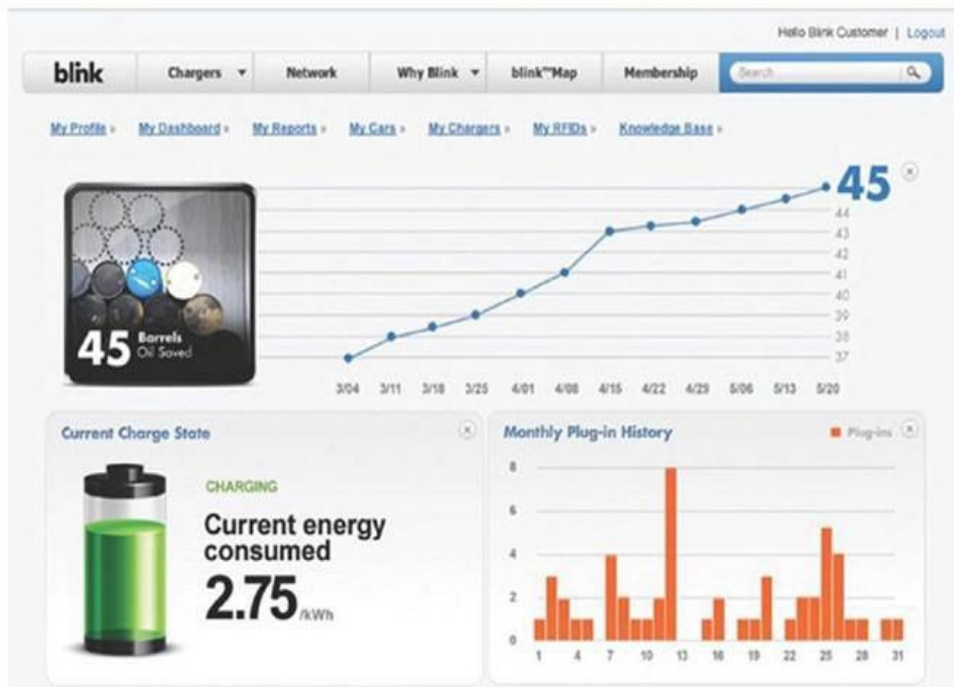 Hello Blink Customer | Logout
blink Chargers ▼ Network Why Blink ▼ blink™Map Membership Search
My Profile » My Dashboard » My Reports » My Cars » My Chargers » My RFIDs » Knowledge Base »
45
44
43
42
41
40
39
38
37
45 Barrels
Oil Saved
3/04 3/11 3/18 3/25 4/01 4/08 4/15 4/22 4/29 5/06 5/13 5/20
Current Charge State
CHARGING
Current energy
consumed
2.75 /kWh
Monthly Plug-in History
Plug-ins
8
6
4
2
0
1 4 7 10 13 16 19 22 25 28 31